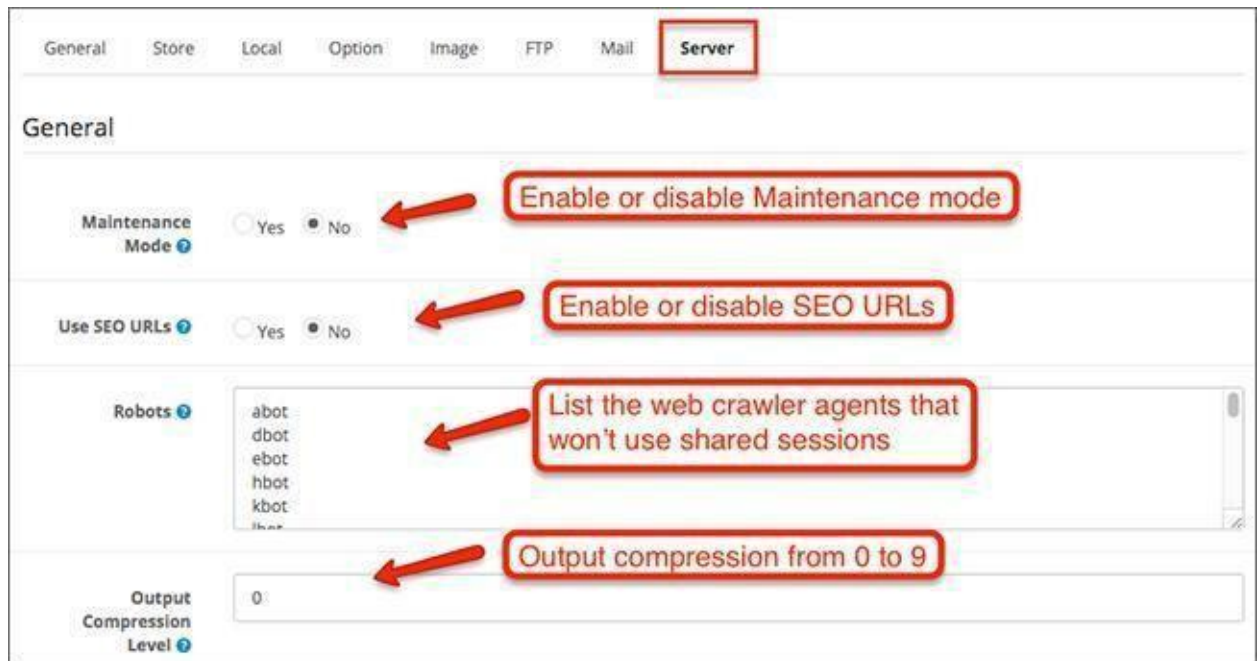 General Store Local Option Image FTP Mail Server
General
Enable or disable Maintenance mode
Maintenance
Mode
Yes No
Enable or disable SEO URLs
Use SEO URLs
Yes No
Robots
abot
dbot
ebot
hbot
kbot
List the web crawler agents that
won't use shared sessions
Output compression from 0 to 9
Output
Compression
Level
0